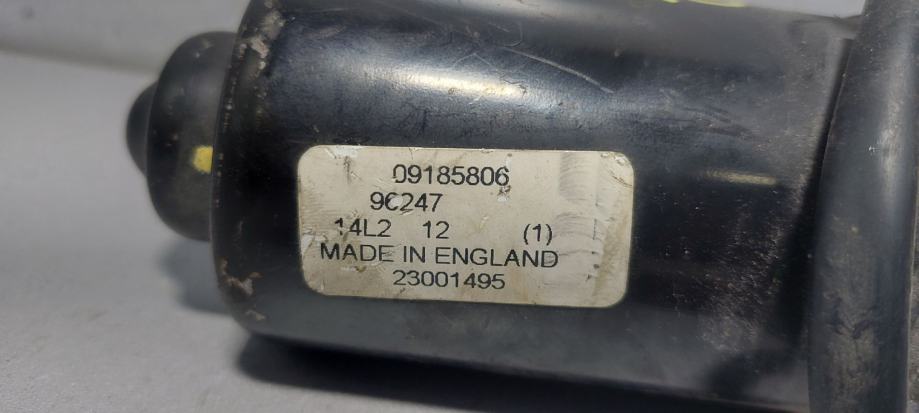 09185806
90247
14L2 12 (1)
MADE IN ENGLAND
23001495